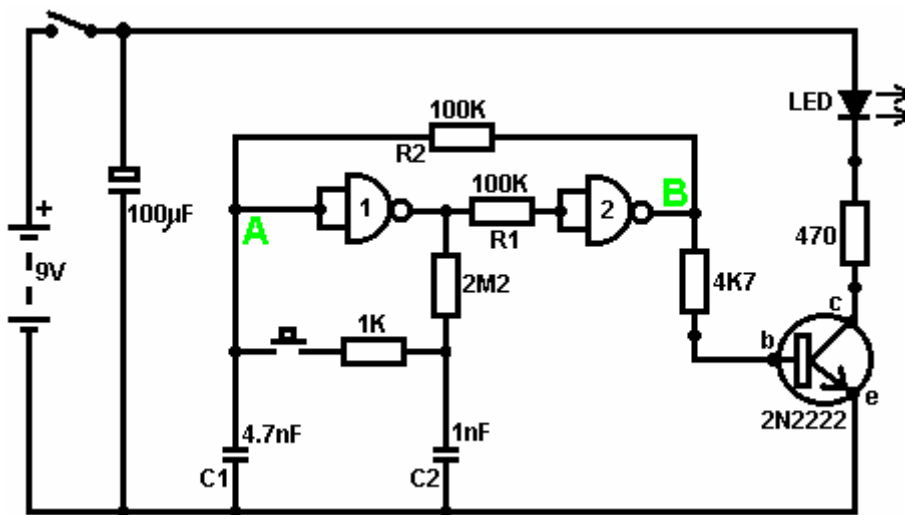 LED
100K
R2
100K
A
1
2
B
+
100µF
R1
470
9V
2M2
4K7
c
1K
b
4.7nF
1nF
e
2N2222
C1
C2